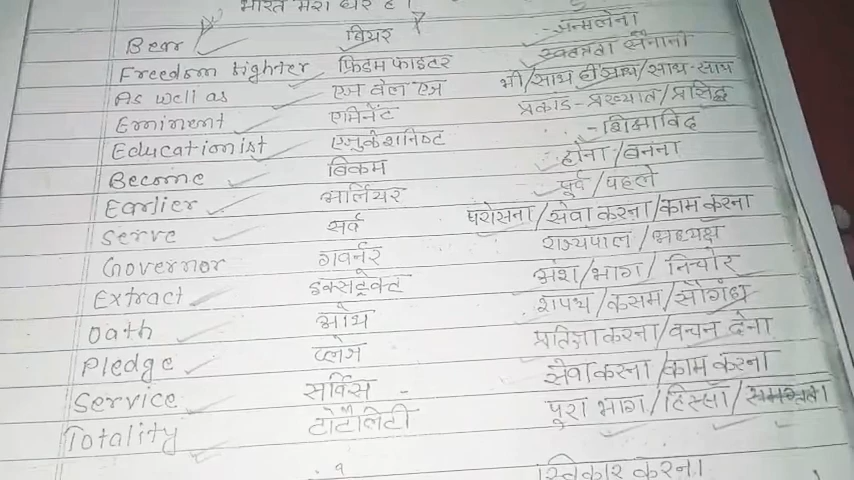 भारत मेरा घर है।
Bear बियर - जन्मलेना
Freedom fighter फ्रिडम फाइटर स्वतंत्रता सेनानी
As well as एज वेल एज भी/साथ ही साथ/साथ-साथ
Eminent एमिनेंट प्रकांड-प्रख्यात/प्रसिद्ध
Educationist एजुकेशनिष्ट - शिक्षाविद
Become बिकम होना/बनना
Earlier अर्लियर पूर्व/पहले
Serve सर्व परोसना/सेवा करना/काम करना
Governor गवर्नर राज्यपाल/अध्यक्ष
Extract इक्सट्रेक्ट अंश/भाग/निचोर
Oath ओथ शपथ/कसम/सौगंध
Pledge प्लेग प्रतिज्ञा करना/वचन देना
Service सर्विस - सेवा करना/काम करना
Totality टोटैलिटी पूरा भाग/हिस्सा/समग्रता
स्विकार करना